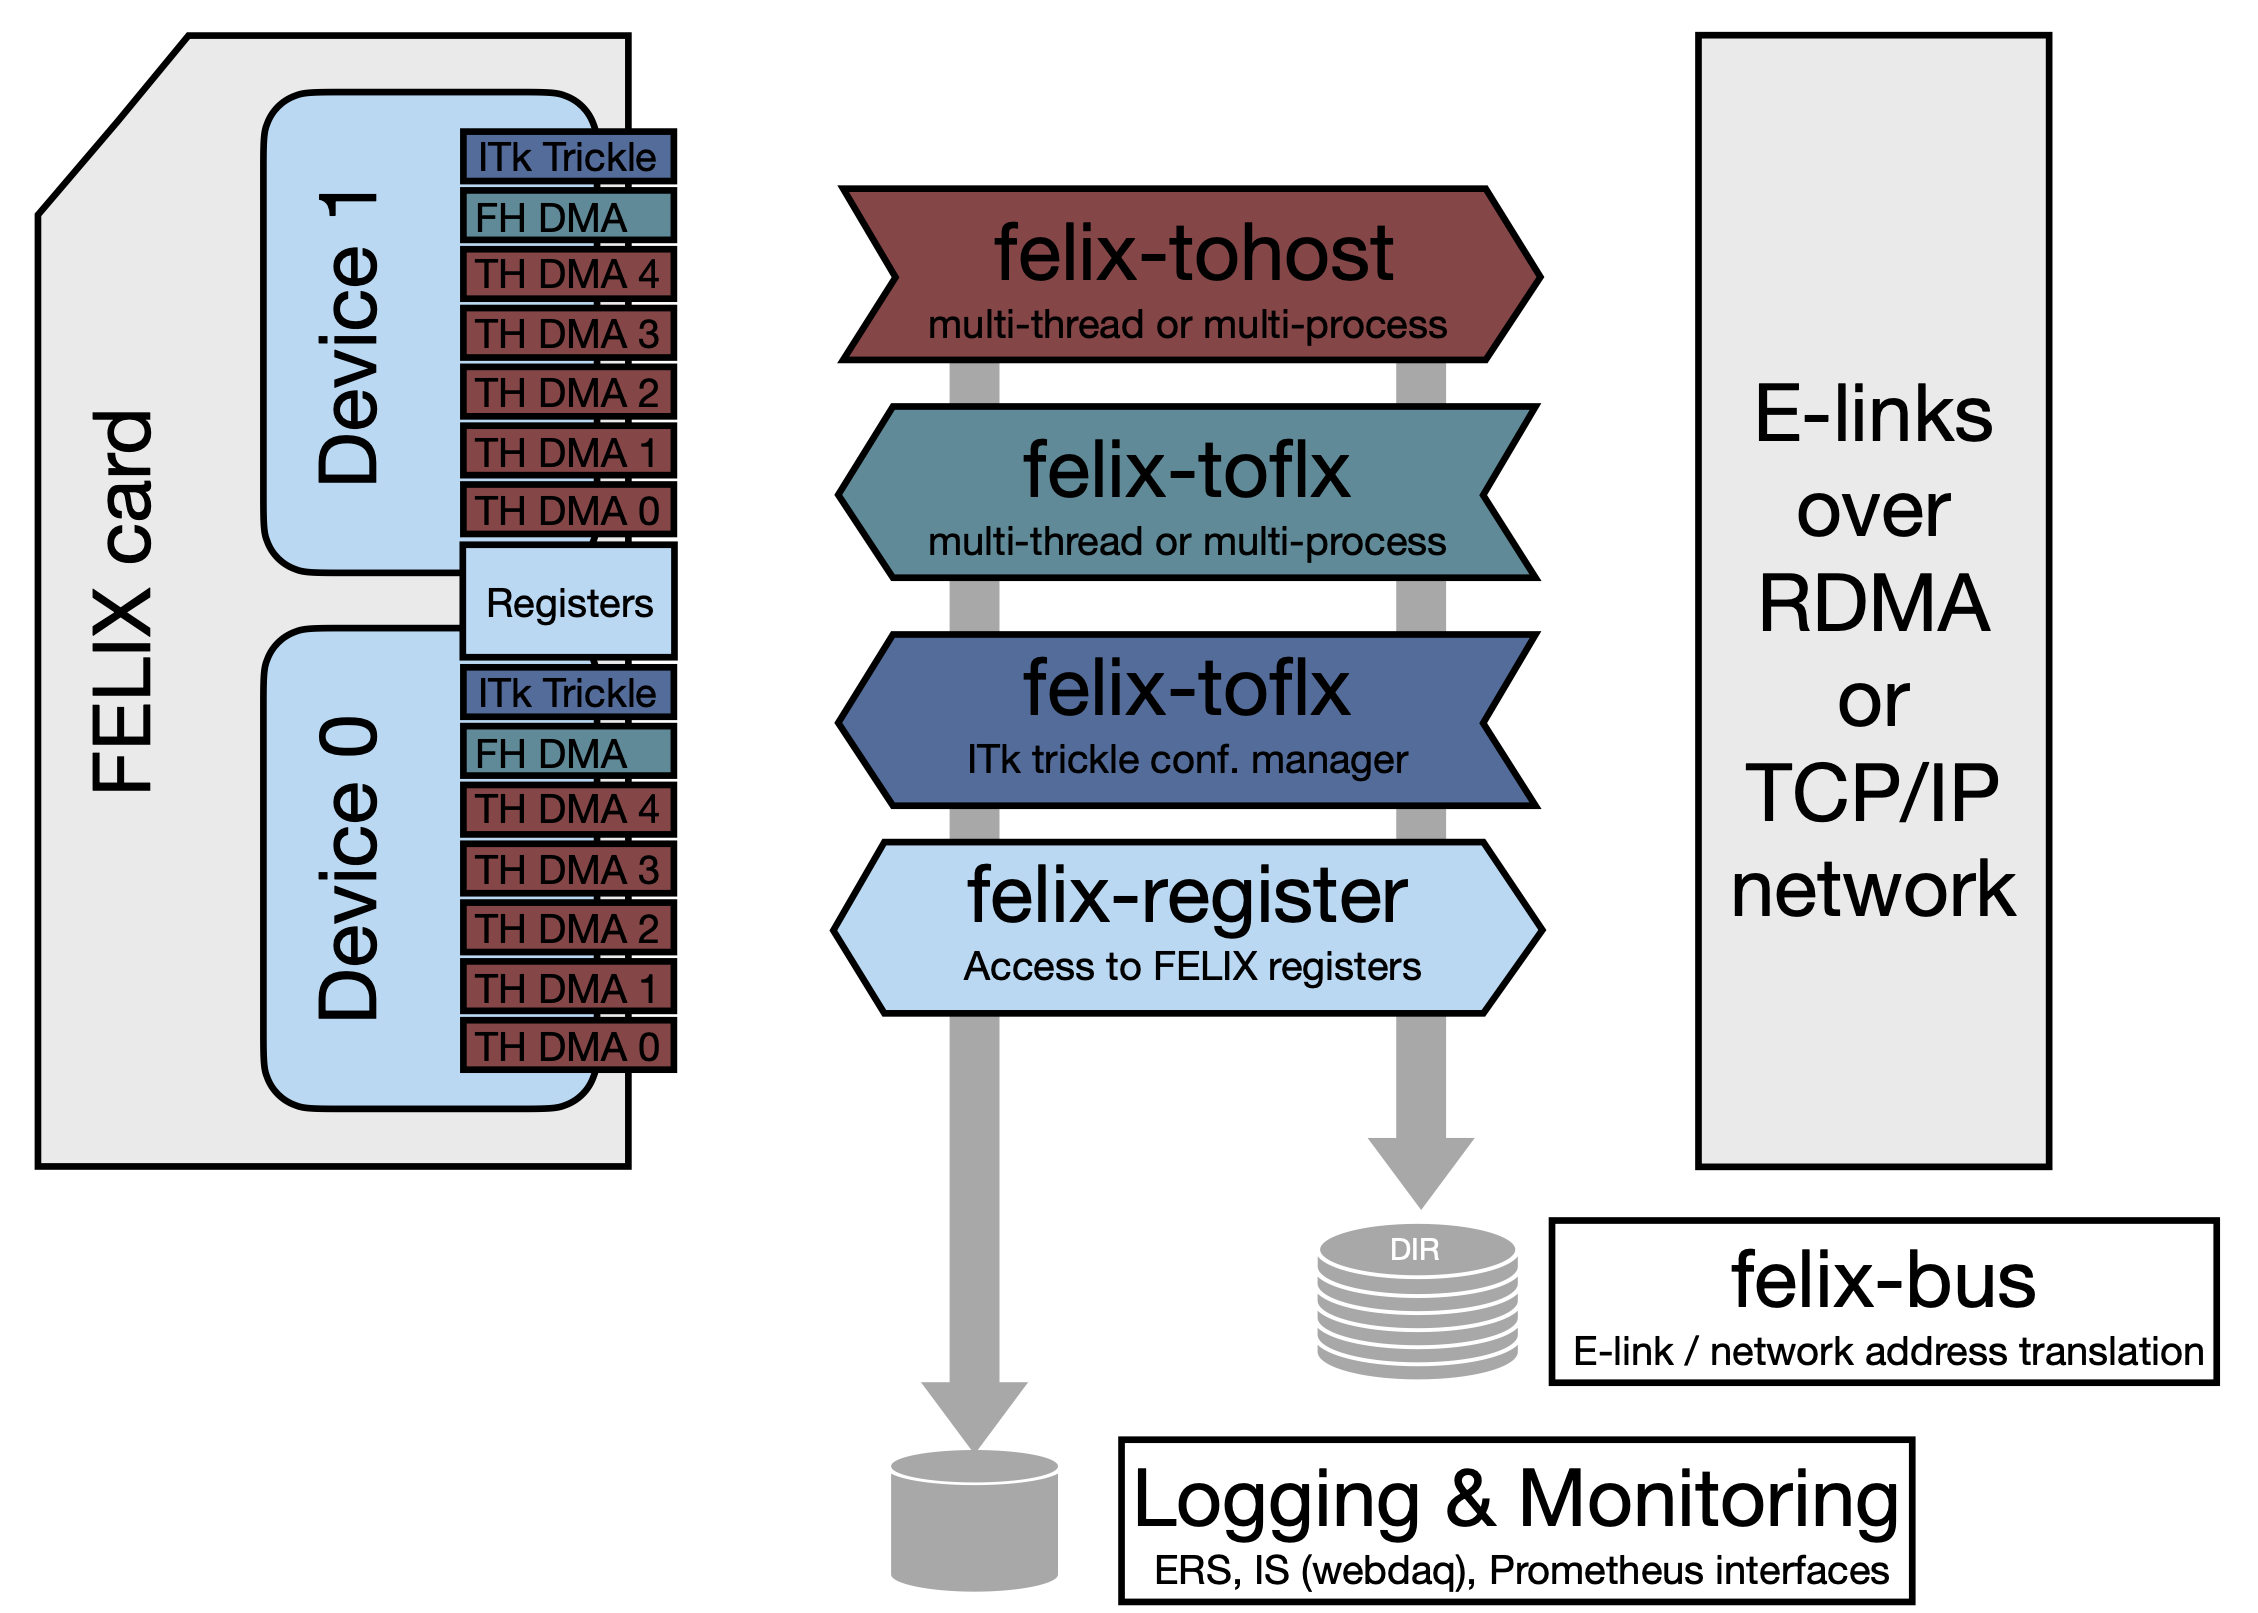 FELIX card
Device 1
ITk Trickle
FH DMA
TH DMA 4
TH DMA 3
TH DMA 2
TH DMA 1
TH DMA 0
Registers
Device 0
ITk Trickle
FH DMA
TH DMA 4
TH DMA 3
TH DMA 2
TH DMA 1
TH DMA 0
felix-tohost
multi-thread or multi-process
felix-toflx
multi-thread or multi-process
felix-toflx
ITk trickle conf. manager
felix-register
Access to FELIX registers
E-links
over
RDMA
or
TCP/IP
network
DIR
felix-bus
E-link / network address translation
Logging & Monitoring
ERS, IS (webdaq), Prometheus interfaces